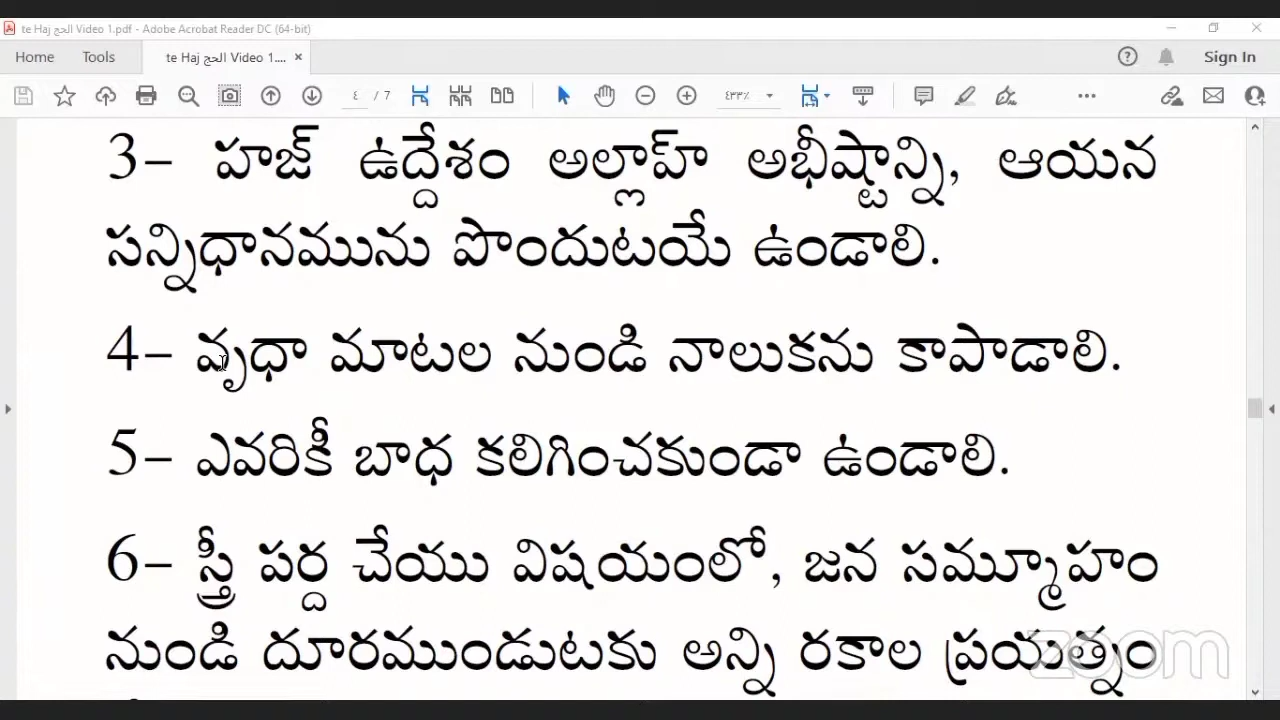 te Haj الحج Video 1.pdf - Adobe Acrobat Reader DC (64-bit)
Home Tools te Haj الحج Video 1.... × Sign In
٤ / 7 ٤٣٣٪
3- హజ్ ఉద్దేశం అల్లాహ్ అభీష్టాన్ని, ఆయన
సన్నిధానమును పొందుటయే ఉండాలి.
4- వృధా మాటల నుండి నాలుకను కాపాడాలి.
5- ఎవరికీ బాధ కలిగించకుండా ఉండాలి.
6- స్త్రీ పర్ద చేయు విషయంలో, జన సమ్మూహం
నుండి దూరముండుటకు అన్ని రకాల ప్రయత్నం
zoom